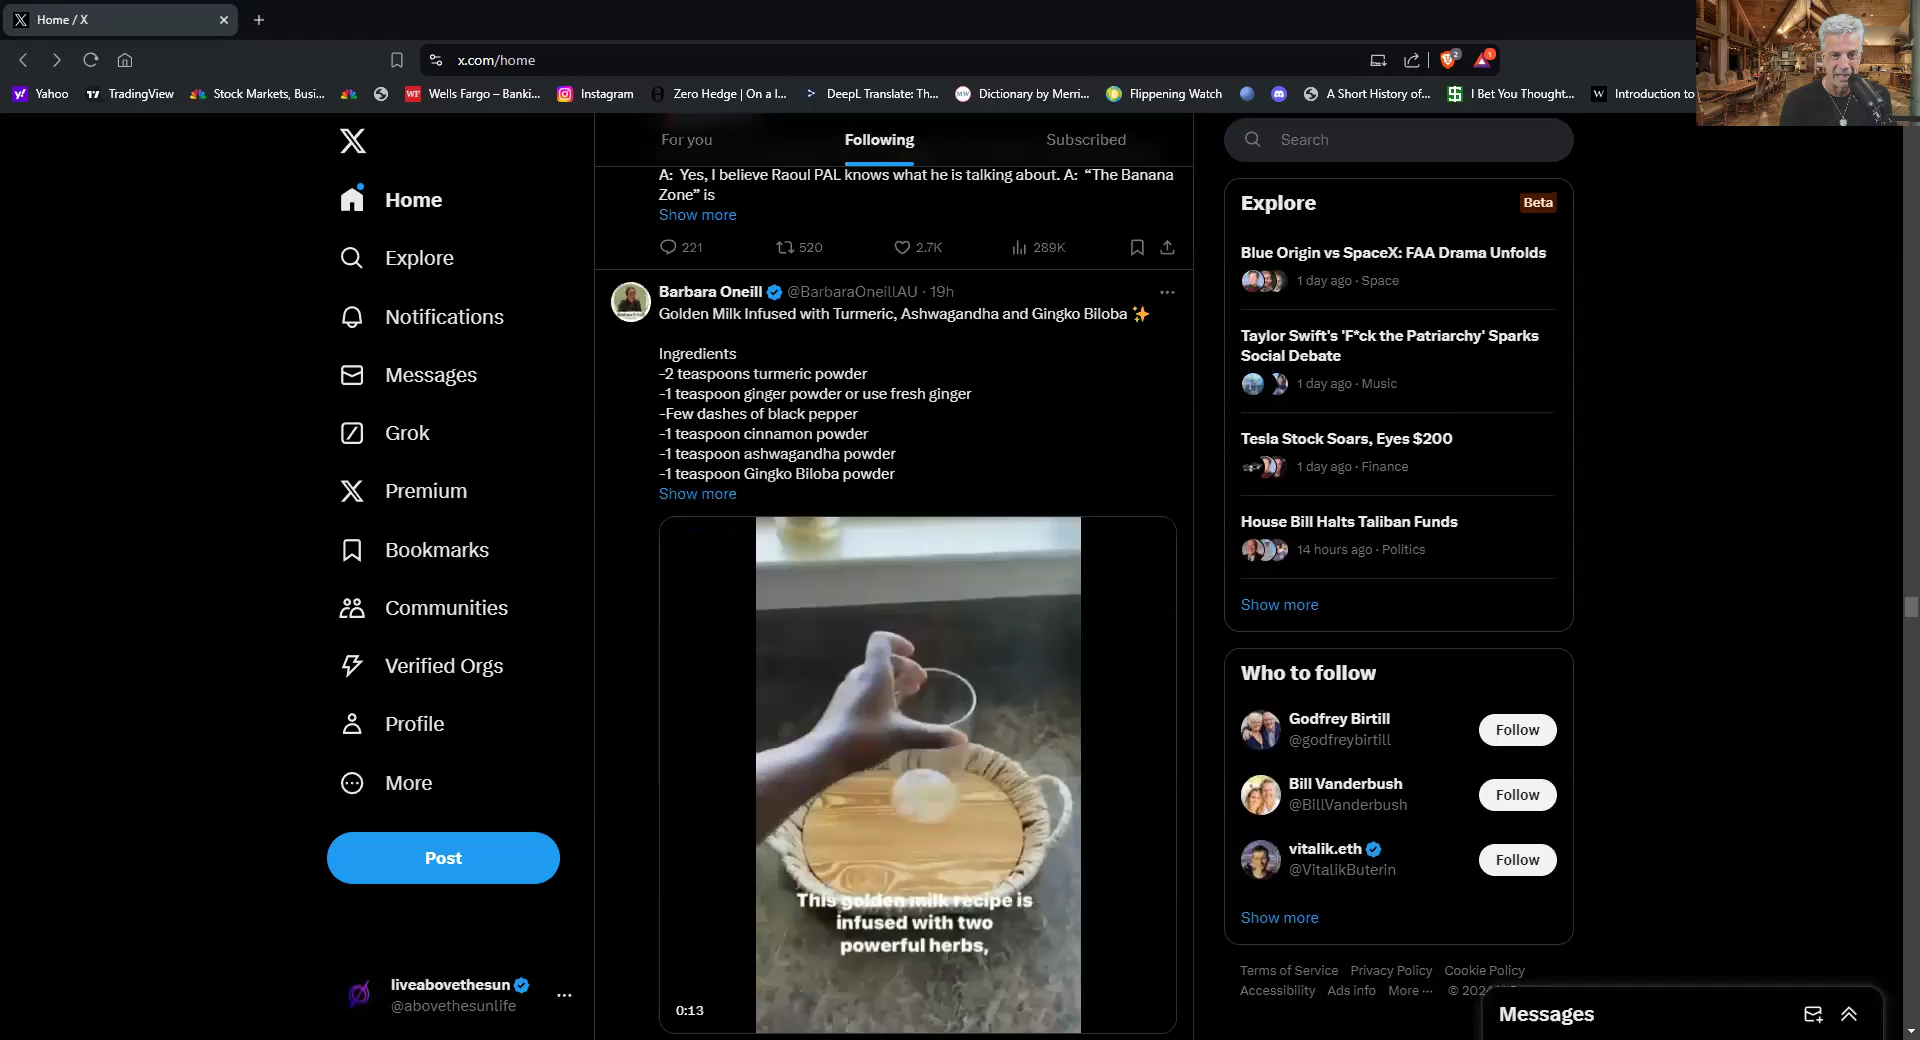 Home / X
x.com/home
2
1
Yahoo
TradingView
Stock Markets, Busi...
Wells Fargo – Banki...
Instagram
Zero Hedge | On a l...
DeepL Translate: Th...
Dictionary by Merri...
Flippening Watch
A Short History of...
I Bet You Thought...
Introduction to
Home
Explore
Notifications
Messages
Grok
Premium
Bookmarks
Communities
Verified Orgs
Profile
More
Post
liveabovethesun
@abovethesunlife
For you
Following
Subscribed
A: Yes, I believe Raoul PAL knows what he is talking about. A: “The Banana
Zone” is
Show more
221
520
2.7K
289K
Barbara Oneill @BarbaraOneillAU · 19h
Golden Milk Infused with Turmeric, Ashwagandha and Gingko Biloba ✨
Ingredients
-2 teaspoons turmeric powder
-1 teaspoon ginger powder or use fresh ginger
-Few dashes of black pepper
-1 teaspoon cinnamon powder
-1 teaspoon ashwagandha powder
-1 teaspoon Gingko Biloba powder
Show more
This golden milk recipe is
infused with two
powerful herbs,
0:13
Search
Explore
Beta
Blue Origin vs SpaceX: FAA Drama Unfolds
1 day ago · Space
Taylor Swift's 'F*ck the Patriarchy' Sparks
Social Debate
1 day ago · Music
Tesla Stock Soars, Eyes $200
1 day ago · Finance
House Bill Halts Taliban Funds
14 hours ago · Politics
Show more
Who to follow
Godfrey Birtill
@godfreybirtill
Follow
Bill Vanderbush
@BillVanderbush
Follow
vitalik.eth
@VitalikButerin
Follow
Show more
Terms of Service Privacy Policy Cookie Policy
Accessibility Ads info More ··· © 2024
Messages